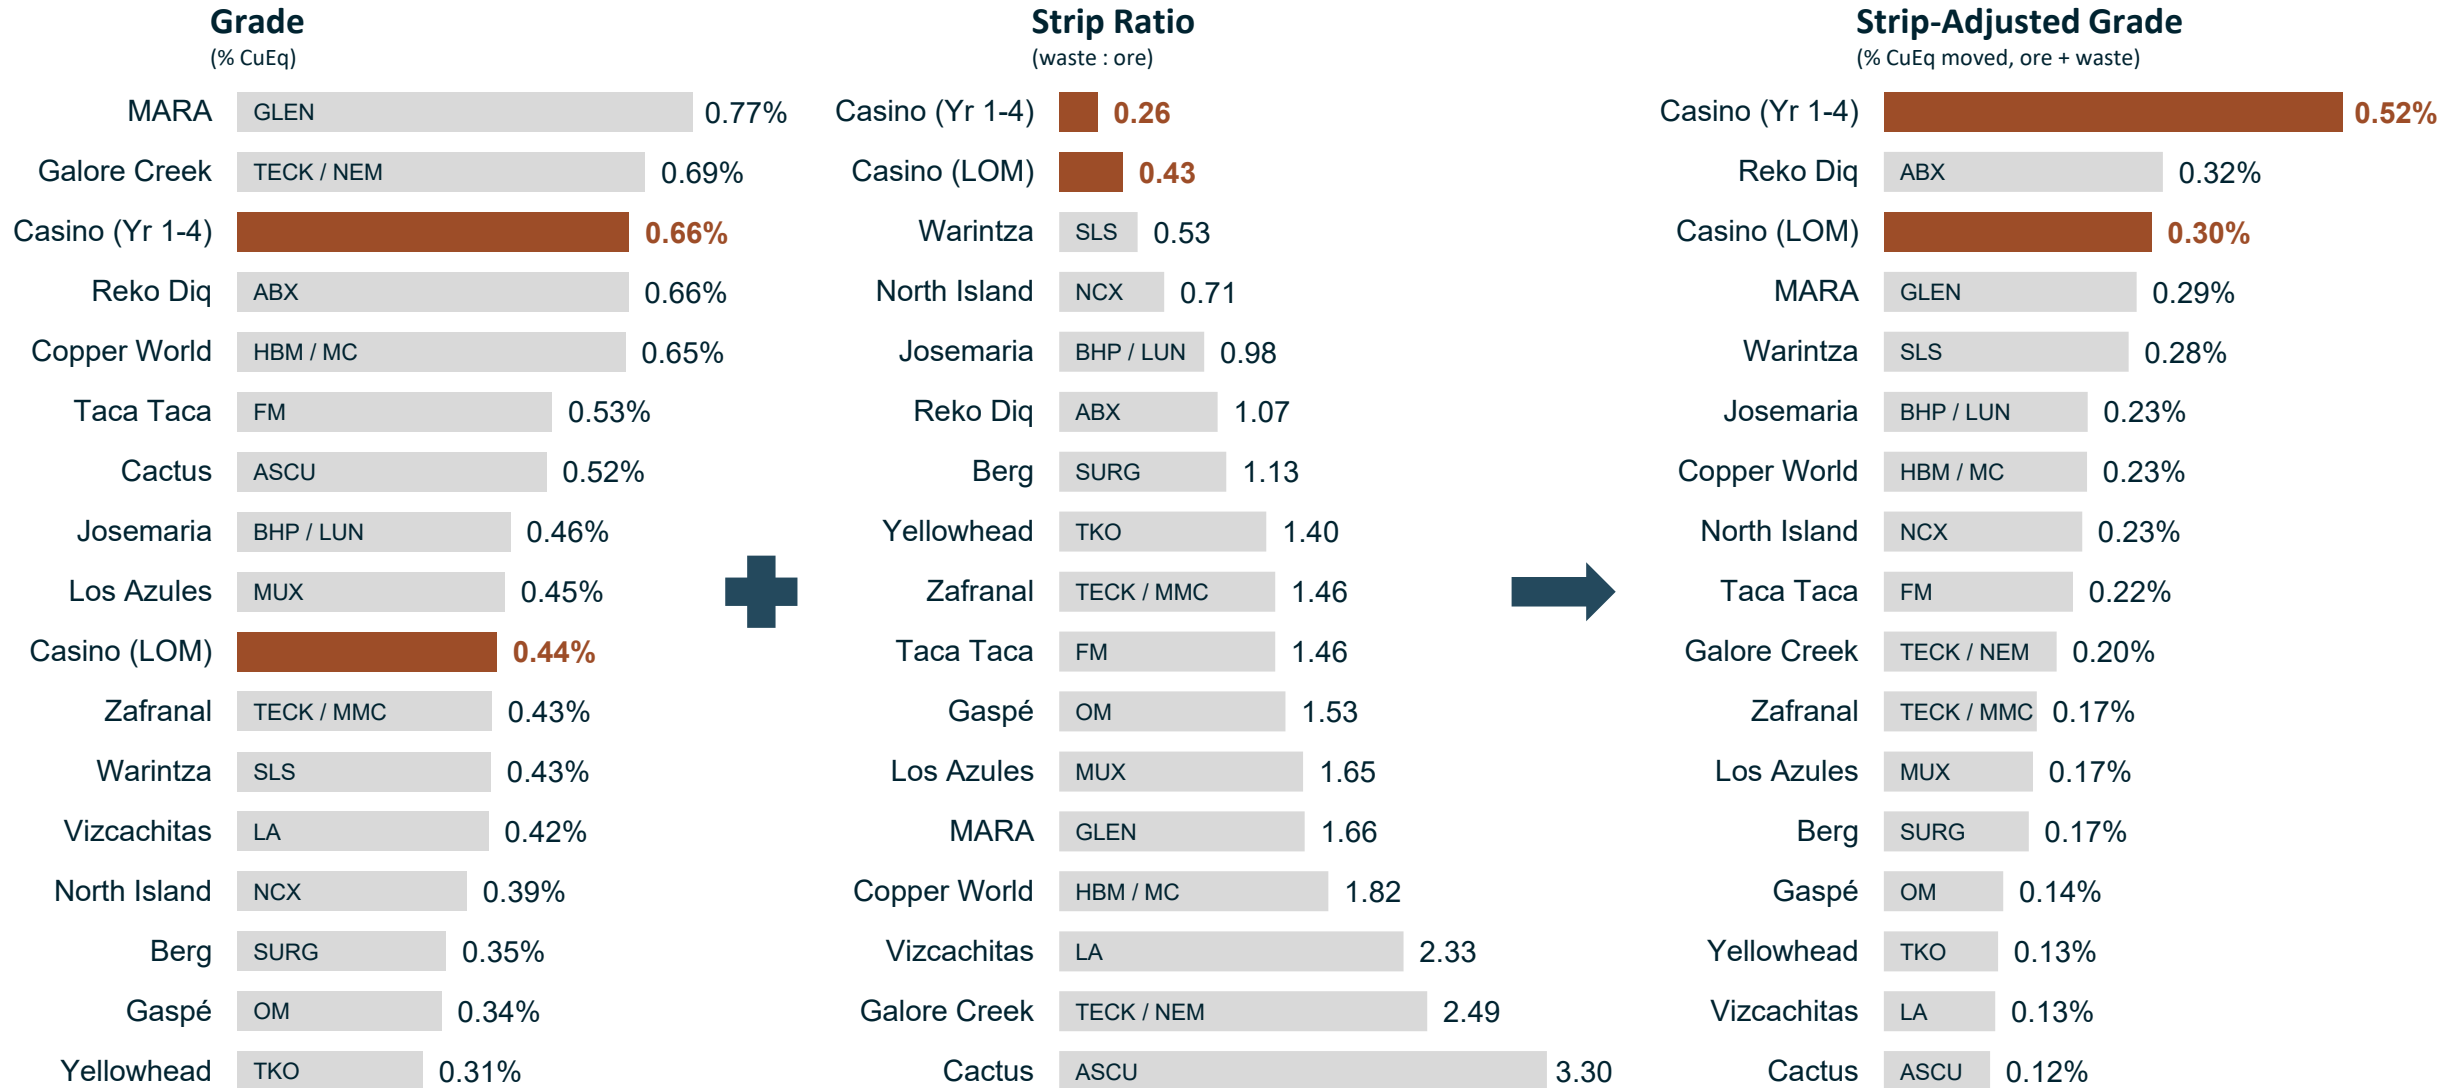 Grade
(% CuEq)
MARA GLEN 0.77%
Galore Creek TECK / NEM 0.69%
Casino (Yr 1-4) 0.66%
Reko Diq ABX 0.66%
Copper World HBM / MC 0.65%
Taca Taca FM 0.53%
Cactus ASCU 0.52%
Josemaria BHP / LUN 0.46%
Los Azules MUX 0.45%
Casino (LOM) 0.44%
Zafranal TECK / MMC 0.43%
Warintza SLS 0.43%
Vizcachitas LA 0.42%
North Island NCX 0.39%
Berg SURG 0.35%
Gaspé OM 0.34%
Yellowhead TKO 0.31%
Strip Ratio
(waste : ore)
Casino (Yr 1-4) 0.26
Casino (LOM) 0.43
Warintza SLS 0.53
North Island NCX 0.71
Josemaria BHP / LUN 0.98
Reko Diq ABX 1.07
Berg SURG 1.13
Yellowhead TKO 1.40
Zafranal TECK / MMC 1.46
Taca Taca FM 1.46
Gaspé OM 1.53
Los Azules MUX 1.65
MARA GLEN 1.66
Copper World HBM / MC 1.82
Vizcachitas LA 2.33
Galore Creek TECK / NEM 2.49
Cactus ASCU 3.30
Strip-Adjusted Grade
(% CuEq moved, ore + waste)
Casino (Yr 1-4) 0.52%
Reko Diq ABX 0.32%
Casino (LOM) 0.30%
MARA GLEN 0.29%
Warintza SLS 0.28%
Josemaria BHP / LUN 0.23%
Copper World HBM / MC 0.23%
North Island NCX 0.23%
Taca Taca FM 0.22%
Galore Creek TECK / NEM 0.20%
Zafranal TECK / MMC 0.17%
Los Azules MUX 0.17%
Berg SURG 0.17%
Gaspé OM 0.14%
Yellowhead TKO 0.13%
Vizcachitas LA 0.13%
Cactus ASCU 0.12%